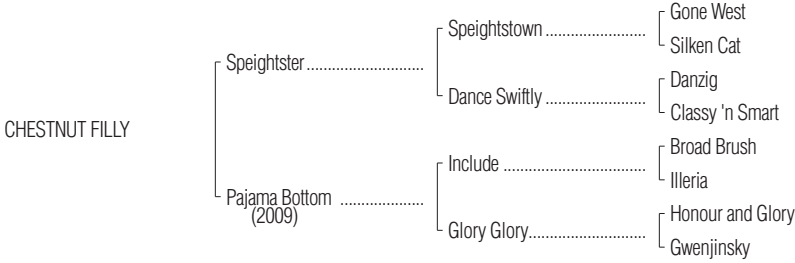 Gone West
Speightstown ........................
Silken Cat
Speightster............................
Danzig
Dance Swiftly ........................
Classy 'n Smart
CHESTNUT FILLY
Broad Brush
Include ..................................
Illeria
Pajama Bottom ....................
(2009)
Honour and Glory
Glory Glory............................
Gwenjinsky